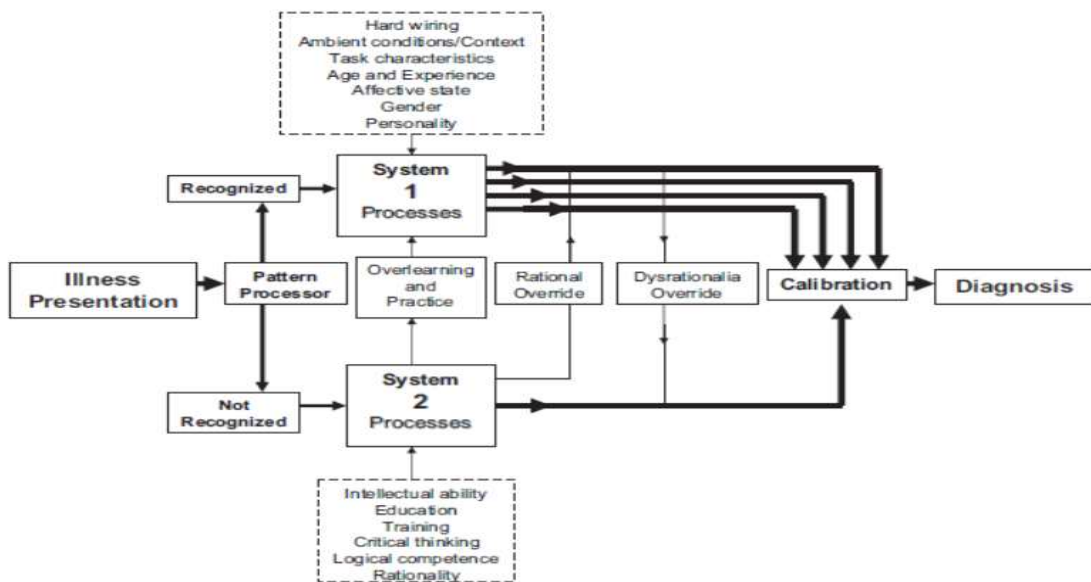 Hard wiring
Ambient conditions/Context
Task characteristics
Age and Experience
Affective state
Gender
Personality
System
1
Processes
Recognized
Illness
Presentation
Pattern
Processor
Overlearning
and
Practice
Rational
Override
Dysrationalia
Override
Calibration
Diagnosis
Not
Recognized
System
2
Processes
Intellectual ability
Education
Training
Critical thinking
Logical competence
Rationality